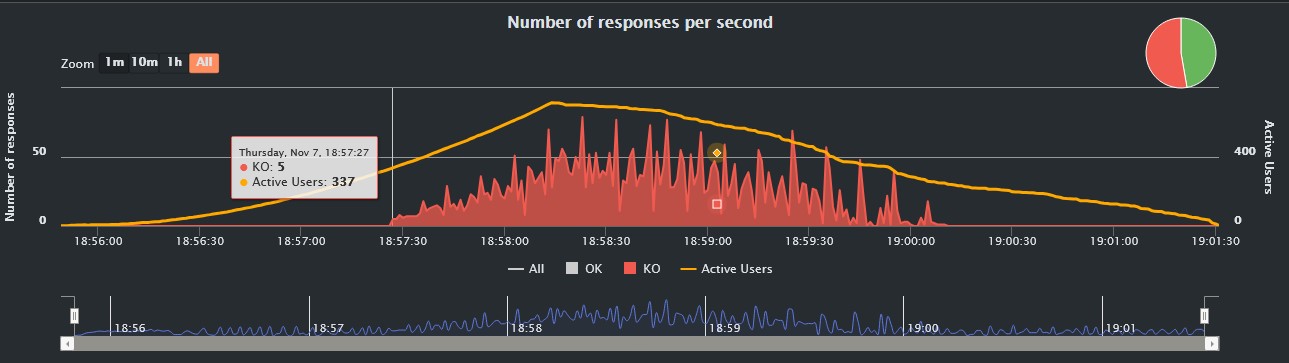 Number of responses per second
Zoom 1m 10m 1h All
Number of responses
50
0
Thursday, Nov 7, 18:57:27
KO: 5
Active Users: 337
400
0
Active Users
18:56:00 18:56:30 18:57:00 18:57:30 18:58:00 18:58:30 18:59:00 18:59:30 19:00:00 19:00:30 19:01:00 19:01:30
All OK KO Active Users
18:56 18:57 18:58 18:59 19:00 19:01